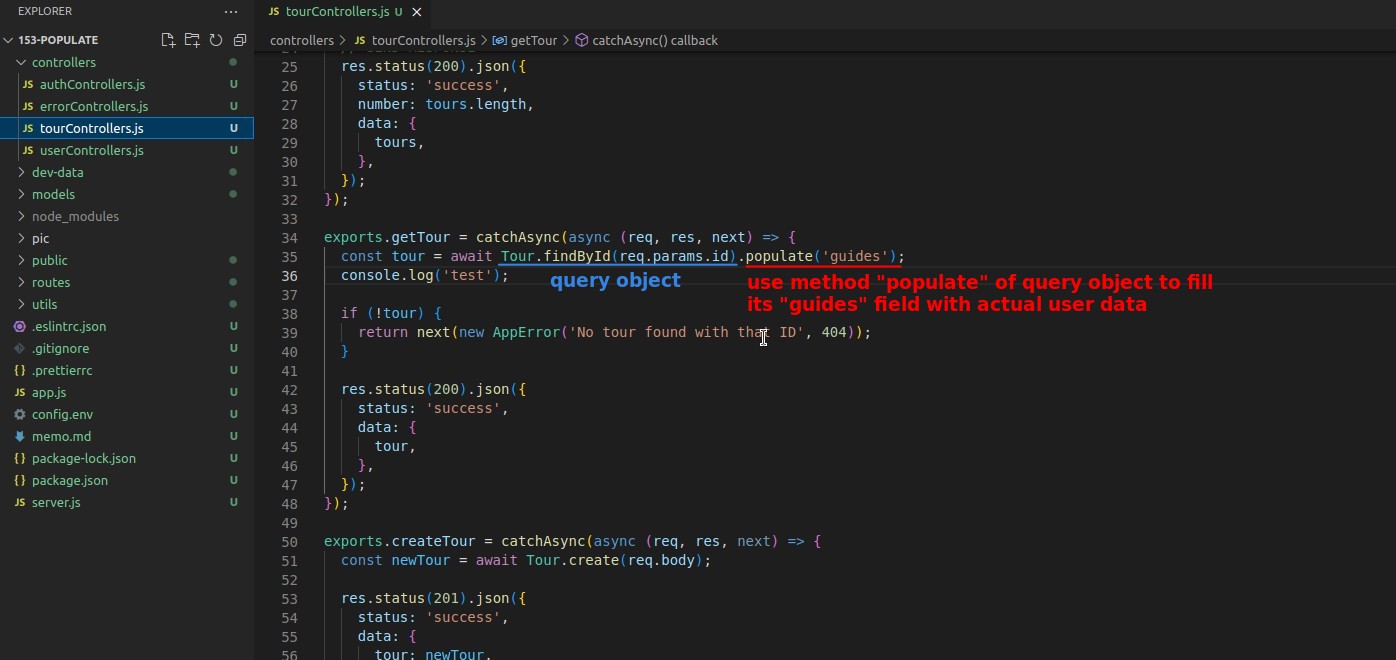 EXPLORER
...
153-POPULATE
controllers
JS authControllers.js U
JS errorControllers.js U
JS tourControllers.js U
JS userControllers.js U
dev-data
models
node_modules
pic
public
routes
utils
.eslintrc.json U
.gitignore U
{} .prettierrc U
JS app.js U
config.env U
memo.md U
{} package-lock.json U
{} package.json U
JS server.js U
JS tourControllers.js U ×
controllers > JS tourControllers.js > getTour > catchAsync() callback
25 res.status(200).json({
26 status: 'success',
27 number: tours.length,
28 data: {
29 tours,
30 },
31 });
32 });
33
34 exports.getTour = catchAsync(async (req, res, next) => {
35 const tour = await Tour.findById(req.params.id).populate('guides');
36 console.log('test');
query object
use method "populate" of query object to fill
its "guides" field with actual user data
37
38 if (!tour) {
39 return next(new AppError('No tour found with that ID', 404));
40 }
41
42 res.status(200).json({
43 status: 'success',
44 data: {
45 tour,
46 },
47 });
48 });
49
50 exports.createTour = catchAsync(async (req, res, next) => {
51 const newTour = await Tour.create(req.body);
52
53 res.status(201).json({
54 status: 'success',
55 data: {
56 tour: newTour,